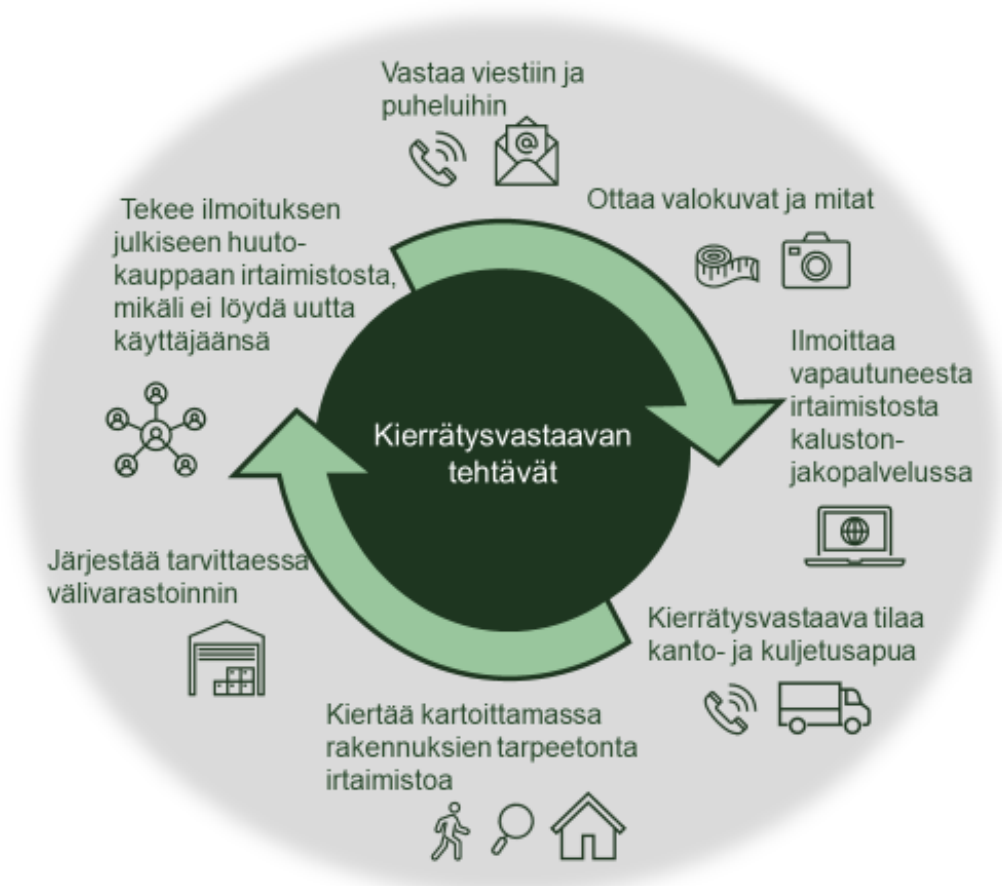 Vastaa viestiin ja
puheluihin
Ottaa valokuvat ja mitat
Ilmoittaa
vapautuneesta
irtaimistosta
kaluston-
jakopalvelussa
Kierrätysvastaava tilaa
kanto- ja kuljetusapua
Kiertää kartoittamassa
rakennuksien tarpeetonta
irtaimistoa
Järjestää tarvittaessa
välivarastoinnin
Tekee ilmoituksen
julkiseen huuto-
kauppaan irtaimistosta,
mikäli ei löydä uutta
käyttäjäänsä
Kierrätysvastaavan
tehtävät